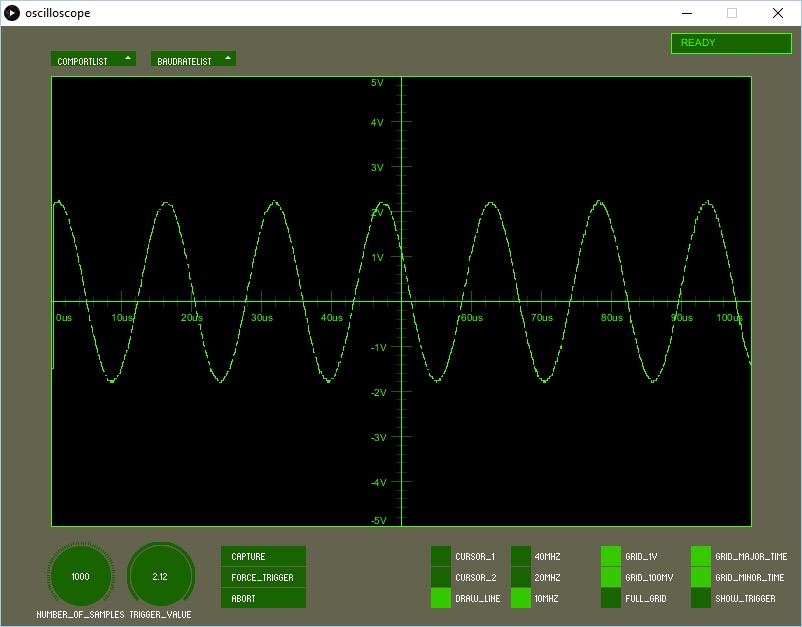 oscilloscope
READY
COMPORTLIST
BAUDRATELIST
5V
4V
3V
2V
1V
0us 10us 20us 30us 40us 60us 70us 80us 90us 100us
-1V
-2V
-3V
-4V
-5V
1000
NUMBER_OF_SAMPLES
2.12
TRIGGER_VALUE
CAPTURE
FORCE_TRIGGER
ABORT
CURSOR_1
CURSOR_2
DRAW_LINE
40MHZ
20MHZ
10MHZ
GRID_1V
GRID_100MV
FULL_GRID
GRID_MAJOR_TIME
GRID_MINOR_TIME
SHOW_TRIGGER